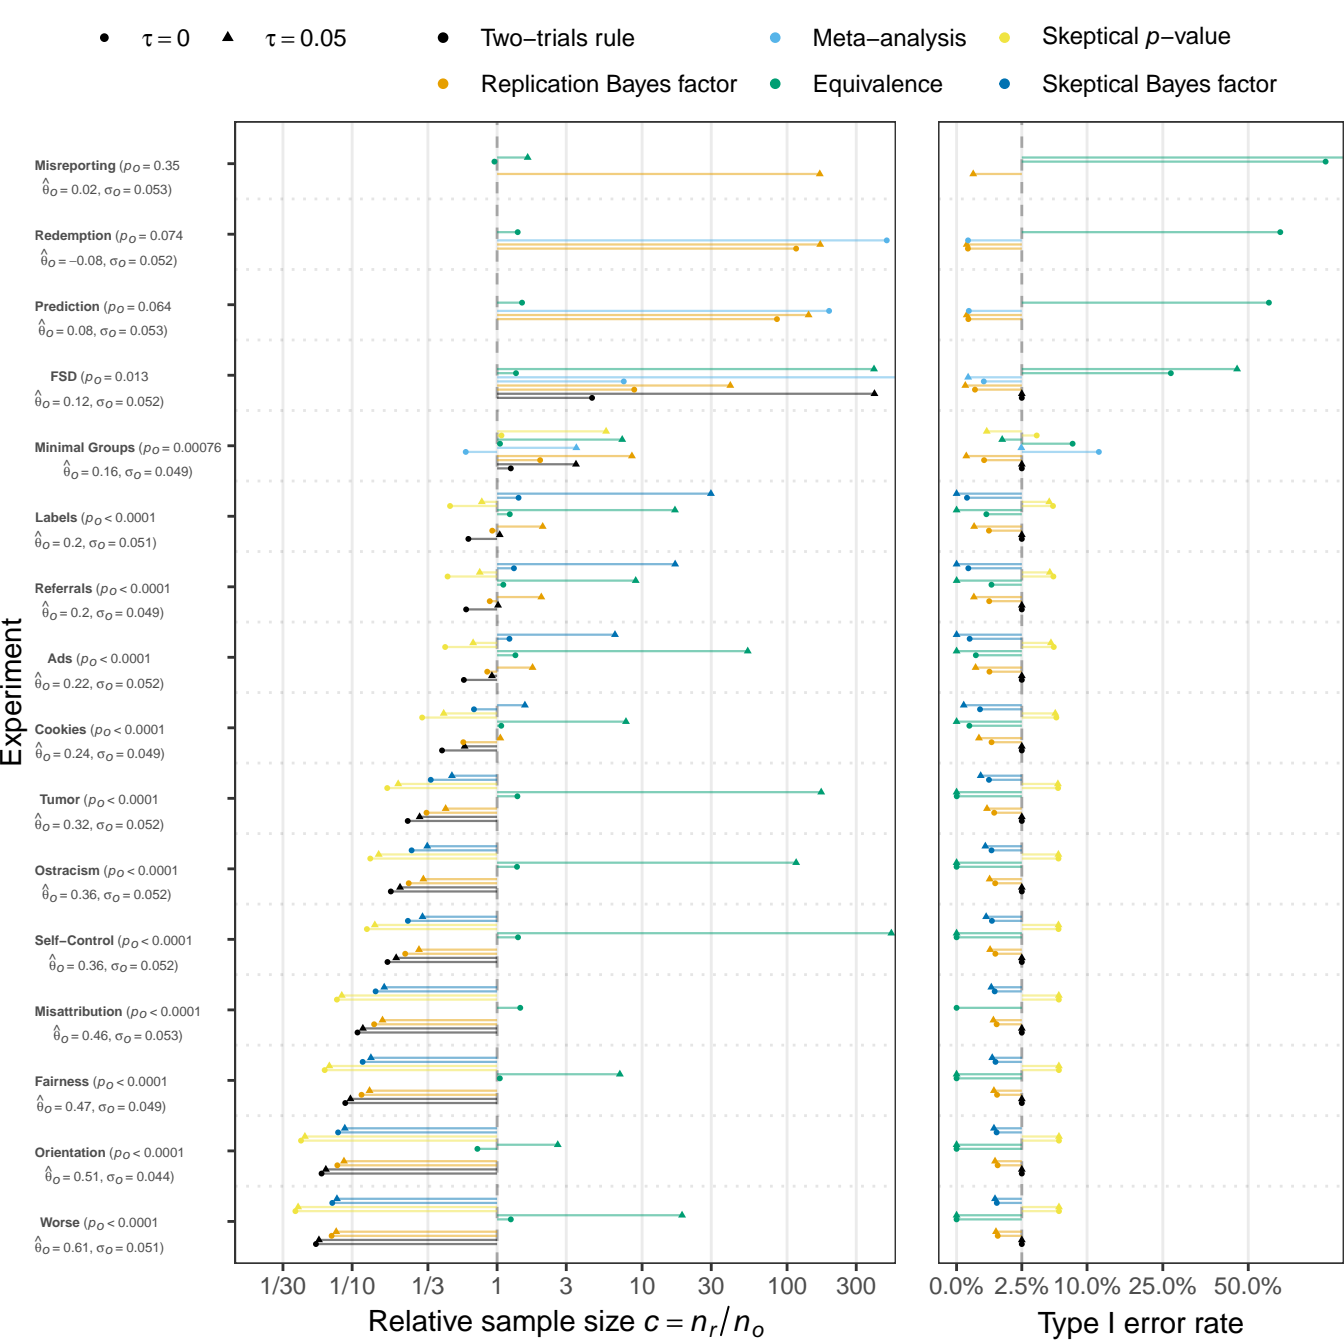 τ = 0 τ = 0.05 Two−trials rule Meta−analysis Skeptical p−value
Replication Bayes factor Equivalence Skeptical Bayes factor
Experiment
Misreporting (pO = 0.35
θ̂O = 0.02, σO = 0.053)
Redemption (pO = 0.074
θ̂O = −0.08, σO = 0.052)
Prediction (pO = 0.064
θ̂O = 0.08, σO = 0.053)
FSD (pO = 0.013
θ̂O = 0.12, σO = 0.052)
Minimal Groups (pO = 0.00076
θ̂O = 0.16, σO = 0.049)
Labels (pO < 0.0001
θ̂O = 0.2, σO = 0.051)
Referrals (pO < 0.0001
θ̂O = 0.2, σO = 0.049)
Ads (pO < 0.0001
θ̂O = 0.22, σO = 0.052)
Cookies (pO < 0.0001
θ̂O = 0.24, σO = 0.049)
Tumor (pO < 0.0001
θ̂O = 0.32, σO = 0.052)
Ostracism (pO < 0.0001
θ̂O = 0.36, σO = 0.052)
Self−Control (pO < 0.0001
θ̂O = 0.36, σO = 0.052)
Misattribution (pO < 0.0001
θ̂O = 0.46, σO = 0.053)
Fairness (pO < 0.0001
θ̂O = 0.47, σO = 0.049)
Orientation (pO < 0.0001
θ̂O = 0.51, σO = 0.044)
Worse (pO < 0.0001
θ̂O = 0.61, σO = 0.051)
1/30 1/10 1/3 1 3 10 30 100 300
Relative sample size c = nr/no
0.0% 2.5% 10.0% 25.0% 50.0%
Type I error rate